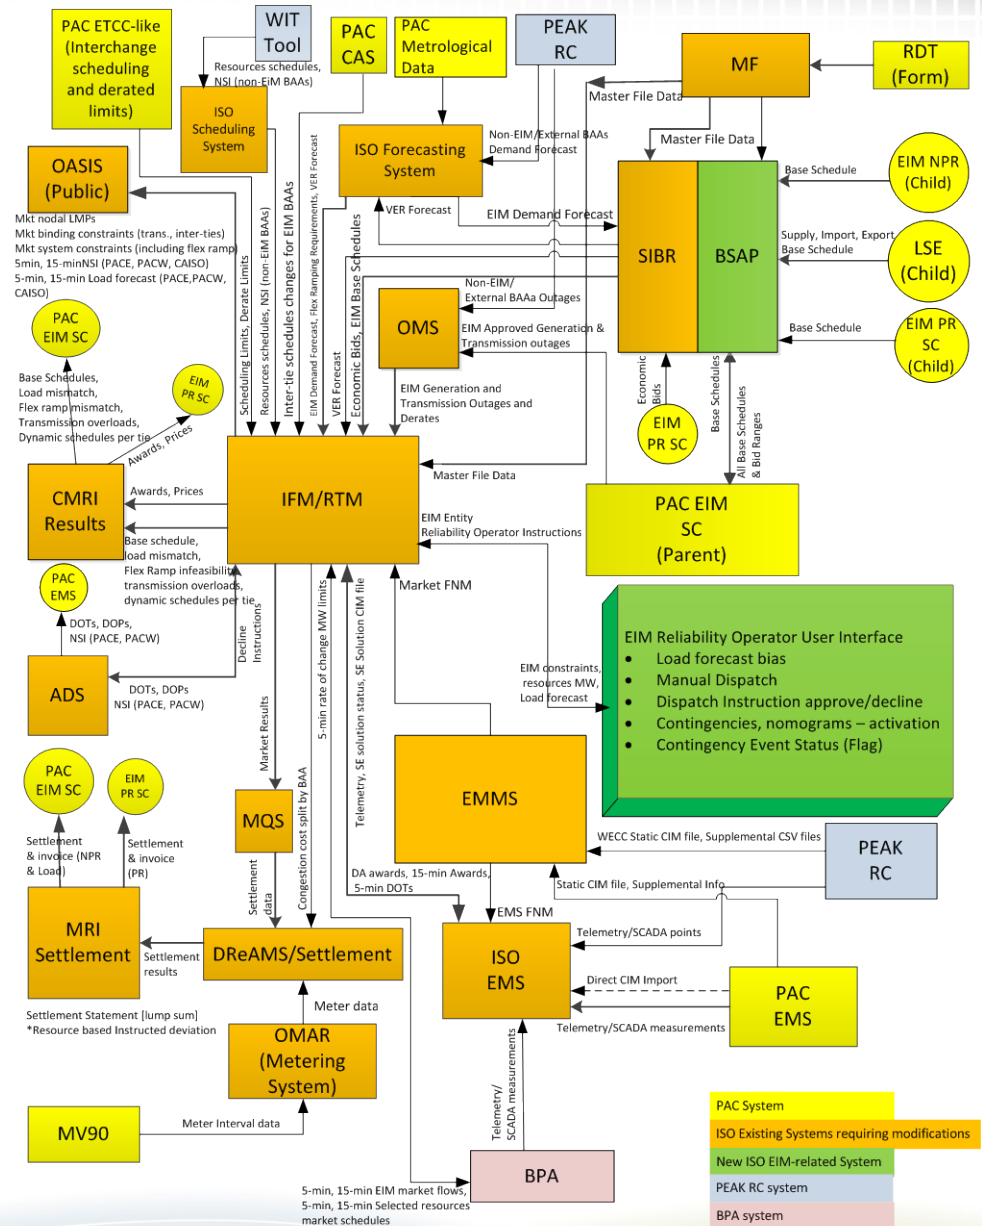 PAC ETCC-like
(Interchange
scheduling
and derated
limits)
WIT
Tool
PAC
CAS
PAC
Metrological
Data
PEAK
RC
MF
RDT
(Form)
Resources schedules,
NSI (non-EiM BAAs)
ISO
Scheduling
System
Master File Data
Master File Data
Non-EIM/External BAAs
Demand Forecast
ISO Forecasting
System
OASIS
(Public)
Mkt nodal LMPs
Mkt binding constraints (trans., inter-ties)
Mkt system constraints (including flex ramp)
5min, 15-minNSI (PACE, PACW, CAISO)
5-min, 15-min Load forecast (PACE,PACW,
CAISO)
VER Forecast
EIM Demand Forecast
SIBR
BSAP
Base Schedule
EIM NPR
(Child)
Supply, Import, Export,
Base Schedule
LSE
(Child)
Base Schedule
EIM PR
SC
(Child)
Scheduling Limits, Derate Limits
Resources schedules, NSI (non-EIM BAAs)
Inter-tie schedules changes for EIM BAAs
EIM Demand Forecast, Flex Ramping Requirements, VER Forecast
VER Forecast
Economic Bids, EIM Base Schedules
Non-EIM/
External BAAa Outages
OMS
EIM Approved Generation &
Transmission outages
EIM Generation and
Transmission Outages and
Derates
PAC
EIM SC
Base Schedules,
Load mismatch,
Flex ramp mismatch,
Transmission overloads,
Dynamic schedules per tie
EIM
PR SC
Awards, Prices
Economic
Bids
EIM
PR SC
Base Schedules
All Base Schedules
& Bid Ranges
IFM/RTM
Master File Data
CMRI
Results
Awards, Prices
Base schedule,
load mismatch,
Flex Ramp infeasibility
transmission overloads,
dynamic schedules per tie
EIM Entity
Reliability Operator Instructions
PAC EIM
SC
(Parent)
PAC
EMS
DOTs, DOPs,
NSI (PACE, PACW)
ADS
DOTs, DOPs
NSI (PACE, PACW)
Decline
Instructions
Market Results
Congestion cost split by BAA
5-min rate of change MW limits
Telemetry, SE solution status, SE Solution CIM file
Market FNM
EIM constraints,
resources MW,
Load forecast
EIM Reliability Operator User Interface
• Load forecast bias
• Manual Dispatch
• Dispatch Instruction approve/decline
• Contingencies, nomograms – activation
• Contingency Event Status (Flag)
PAC
EIM SC
EIM
PR SC
Settlement
& invoice (NPR
& Load)
Settlement
& invoice
(PR)
MQS
Settlement
data
EMMS
WECC Static CIM file, Supplemental CSV files
PEAK
RC
DA awards, 15-min Awards,
5-min DOTs
Static CIM file, Supplemental Info
EMS FNM
MRI
Settlement
Settlement
results
DReAMS/Settlement
ISO
EMS
Telemetry/SCADA points
Direct CIM Import
PAC
EMS
Telemetry/SCADA measurements
Settlement Statement [lump sum]
*Resource based Instructed deviation
Meter data
OMAR
(Metering
System)
MV90
Meter Interval data
Telemetry/
SCADA measurements
BPA
5-min, 15-min EIM market flows,
5-min, 15-min Selected resources
market schedules
PAC System
ISO Existing Systems requiring modifications
New ISO EIM-related System
PEAK RC system
BPA system